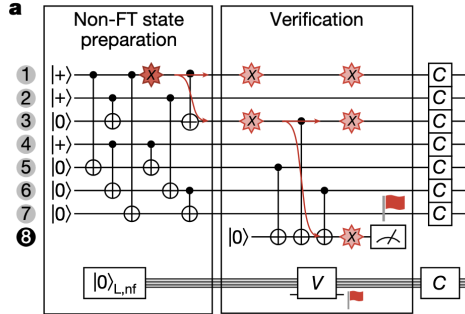 a
Non-FT state
preparation
Verification
1 |+⟩ X X X C
2 |+⟩ C
3 |0⟩ X X C
4 |+⟩ C
5 |0⟩ C
6 |0⟩ C
7 |0⟩ C
8 |0⟩ X
|0⟩L,nf V C